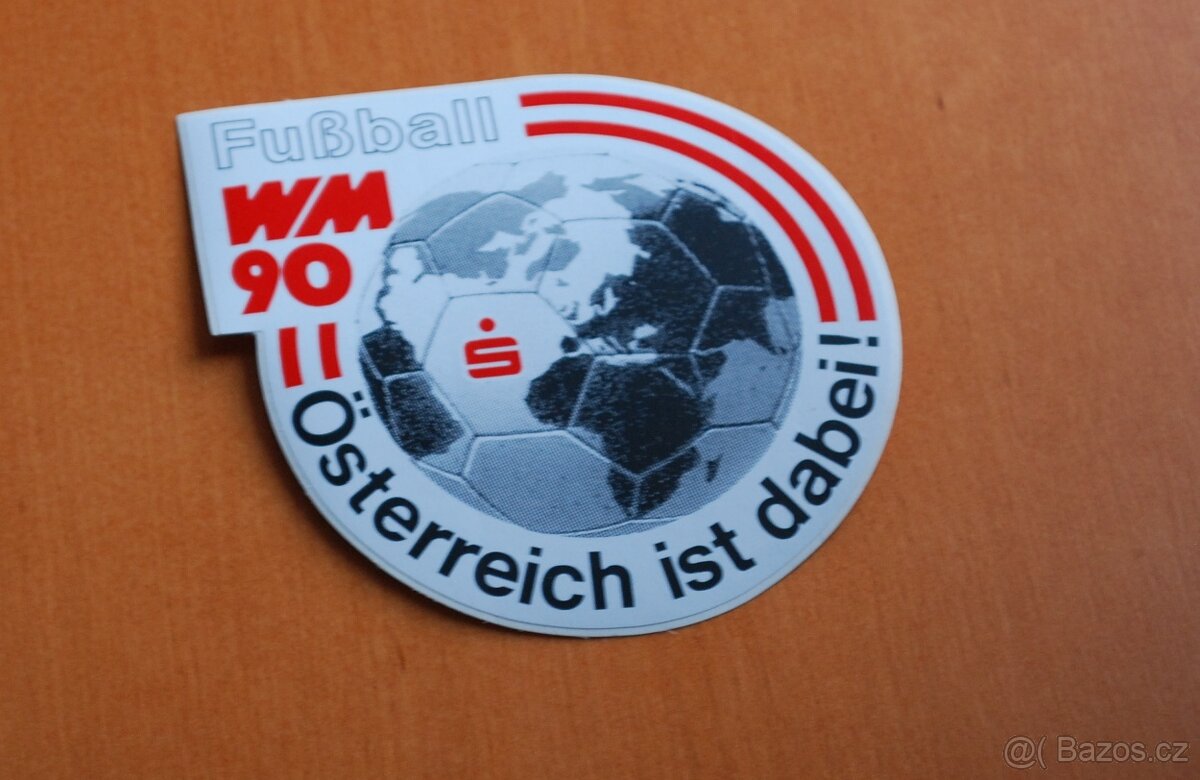 Fußball
WM
90
S
Österreich ist dabei!
@( Bazos.cz